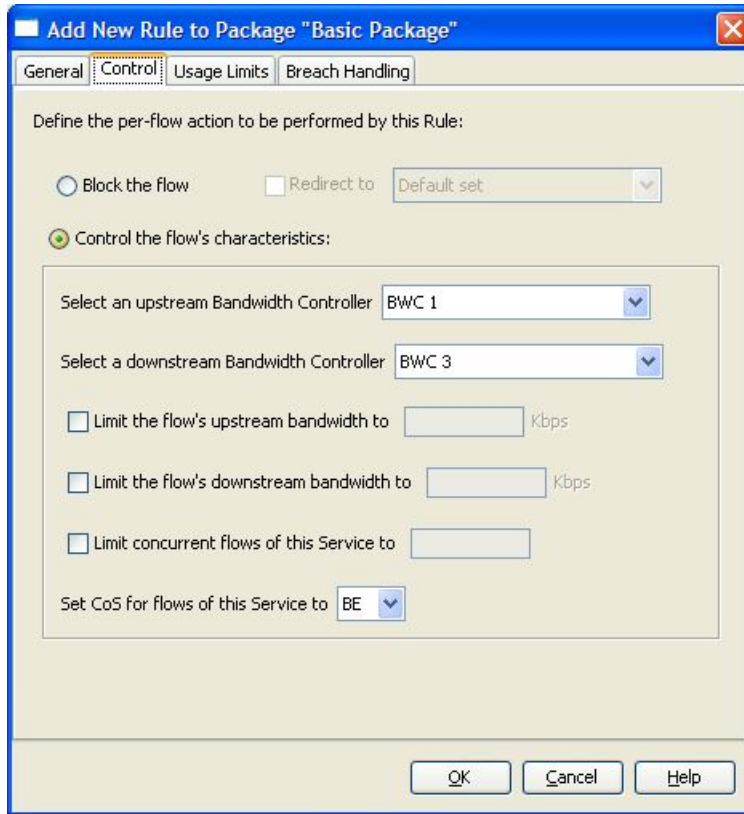 Add New Rule to Package "Basic Package"
General Control Usage Limits Breach Handling
Define the per-flow action to be performed by this Rule:
Block the flow Redirect to Default set
Control the flow's characteristics:
Select an upstream Bandwidth Controller BWC 1
Select a downstream Bandwidth Controller BWC 3
Limit the flow's upstream bandwidth to Kbps
Limit the flow's downstream bandwidth to Kbps
Limit concurrent flows of this Service to
Set CoS for flows of this Service to BE
OK Cancel Help